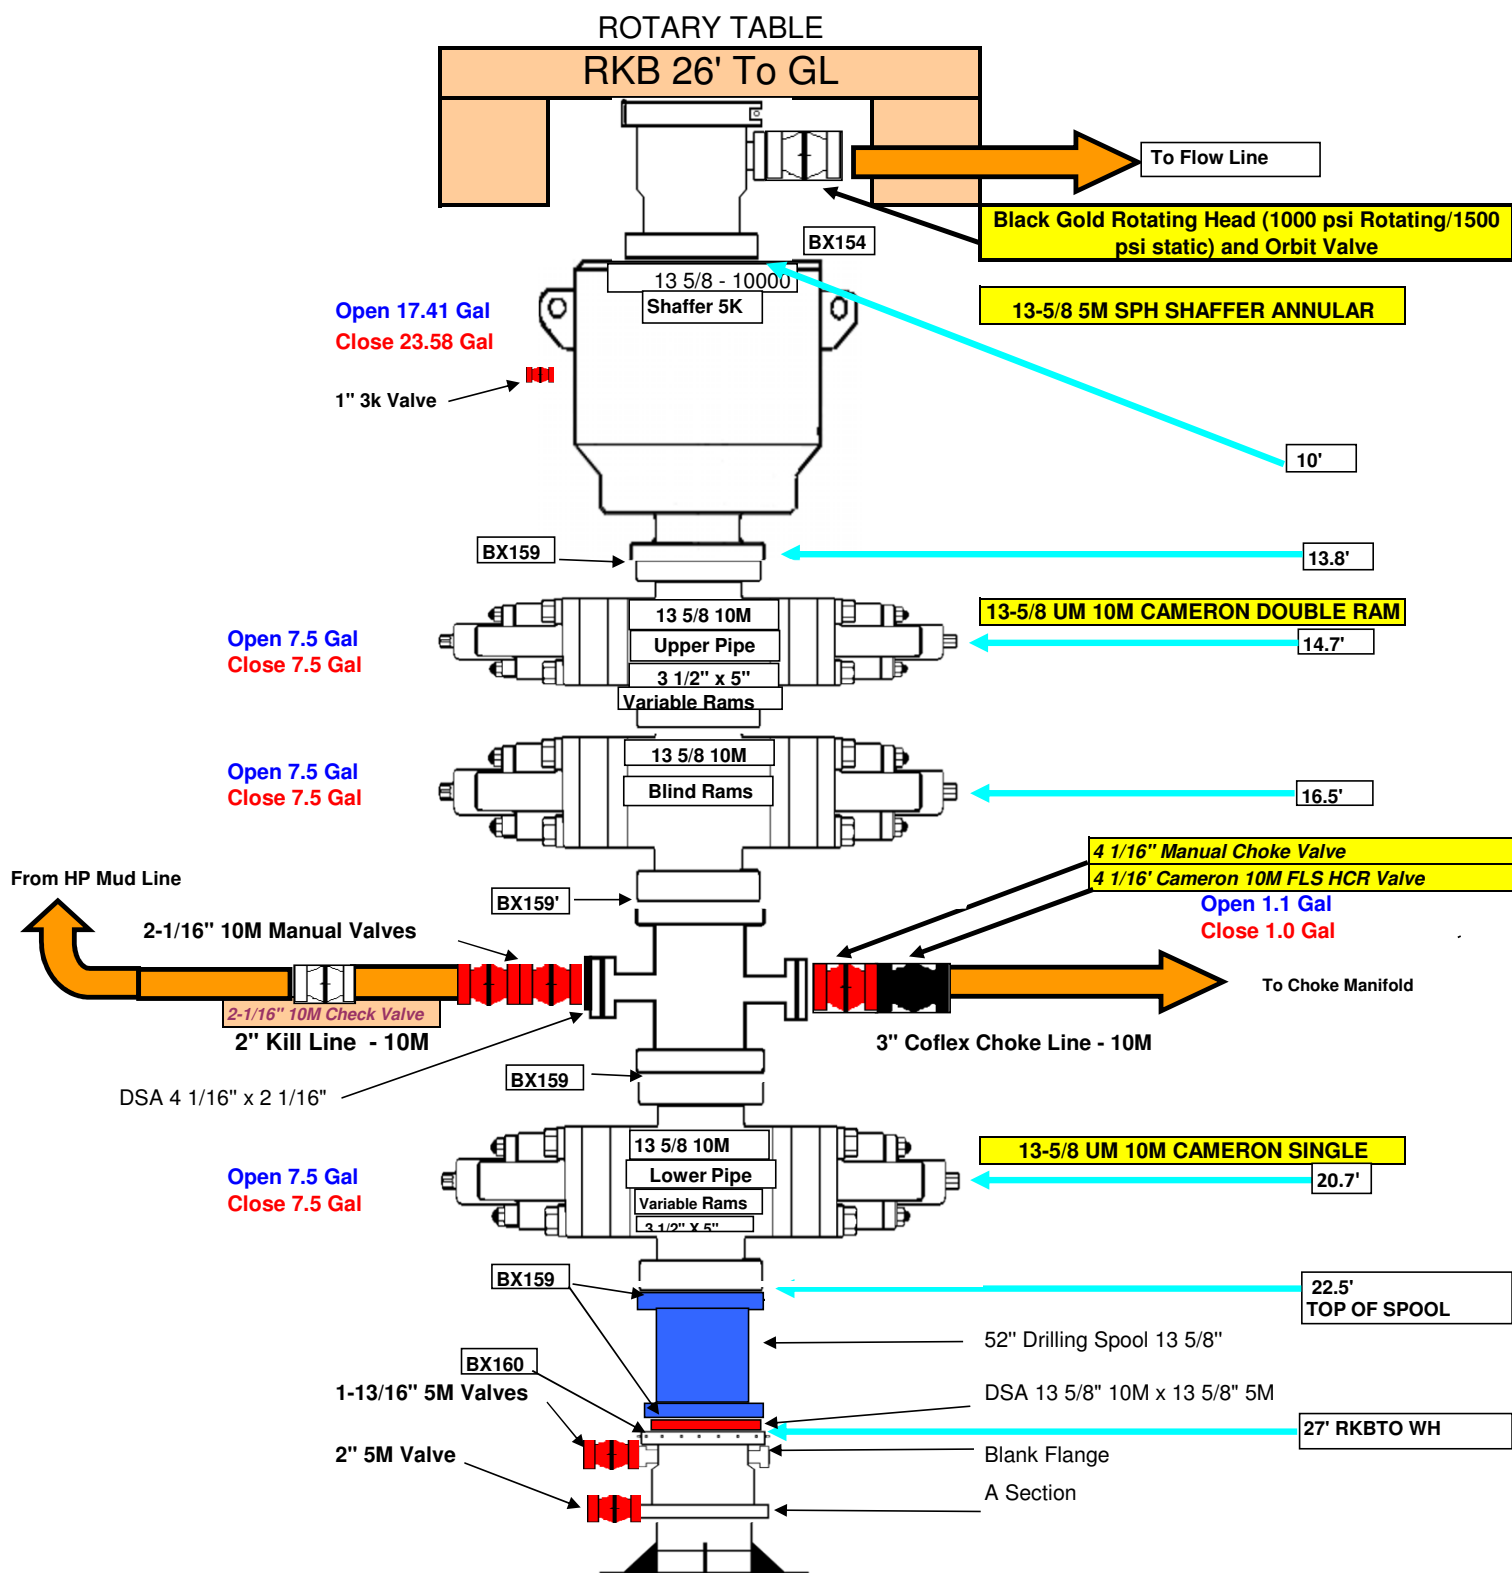 ROTARY TABLE
RKB 26' To GL
To Flow Line
Black Gold Rotating Head (1000 psi Rotating/1500
psi static) and Orbit Valve
BX154
13 5/8 - 10000
Shaffer 5K
13-5/8 5M SPH SHAFFER ANNULAR
Open 17.41 Gal
Close 23.58 Gal
1" 3k Valve
10'
BX159
13.8'
13 5/8 10M
Upper Pipe
3 1/2" x 5"
Variable Rams
13-5/8 UM 10M CAMERON DOUBLE RAM
14.7'
Open 7.5 Gal
Close 7.5 Gal
13 5/8 10M
Blind Rams
Open 7.5 Gal
Close 7.5 Gal
16.5'
4 1/16" Manual Choke Valve
4 1/16' Cameron 10M FLS HCR Valve
Open 1.1 Gal
Close 1.0 Gal
From HP Mud Line
BX159'
2-1/16" 10M Manual Valves
To Choke Manifold
2-1/16" 10M Check Valve
2" Kill Line - 10M
3" Coflex Choke Line - 10M
BX159
DSA 4 1/16" x 2 1/16"
13 5/8 10M
Lower Pipe
Variable Rams
3 1/2" X 5"
13-5/8 UM 10M CAMERON SINGLE
20.7'
Open 7.5 Gal
Close 7.5 Gal
BX159
22.5'
TOP OF SPOOL
52" Drilling Spool 13 5/8"
BX160
1-13/16" 5M Valves
DSA 13 5/8" 10M x 13 5/8" 5M
27' RKBTO WH
2" 5M Valve
Blank Flange
A Section